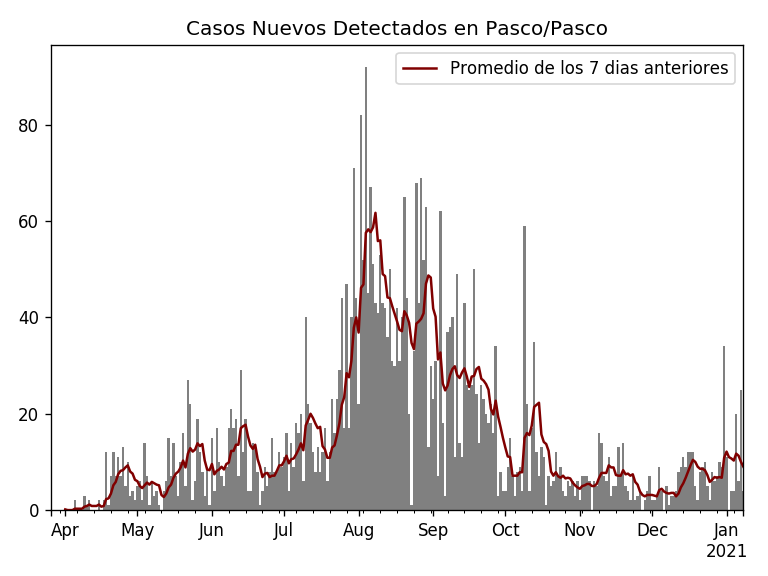 Casos Nuevos Detectados en Pasco/Pasco
Promedio de los 7 dias anteriores
80
60
40
20
0
Apr May Jun Jul Aug Sep Oct Nov Dec Jan
2021